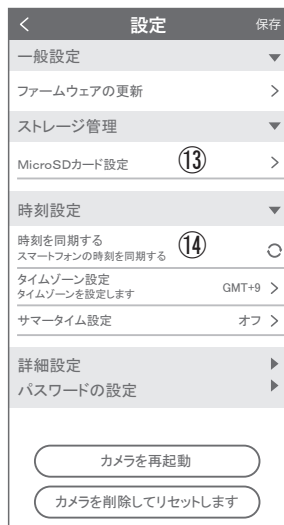 設定 保存
一般設定
ファームウェアの更新
ストレージ管理
MicroSDカード設定 ⑬
時刻設定
時刻を同期する ⑭
スマートフォンの時刻を同期する
タイムゾーン設定 GMT+9
タイムゾーンを設定します
サマータイム設定 オフ
詳細設定
パスワードの設定
カメラを再起動
カメラを削除してリセットします